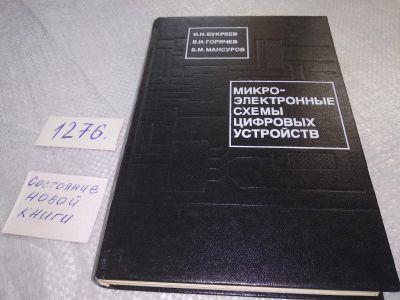 И.Н.БУКРЕЕВ
В.И.ГОРЯЧЕВ
Б.М.МАНСУРОВ
МИКРО-
ЭЛЕКТРОННЫЕ
СХЕМЫ
ЦИФРОВЫХ
УСТРОЙСТВ
1276.
Состояние
новой
книги